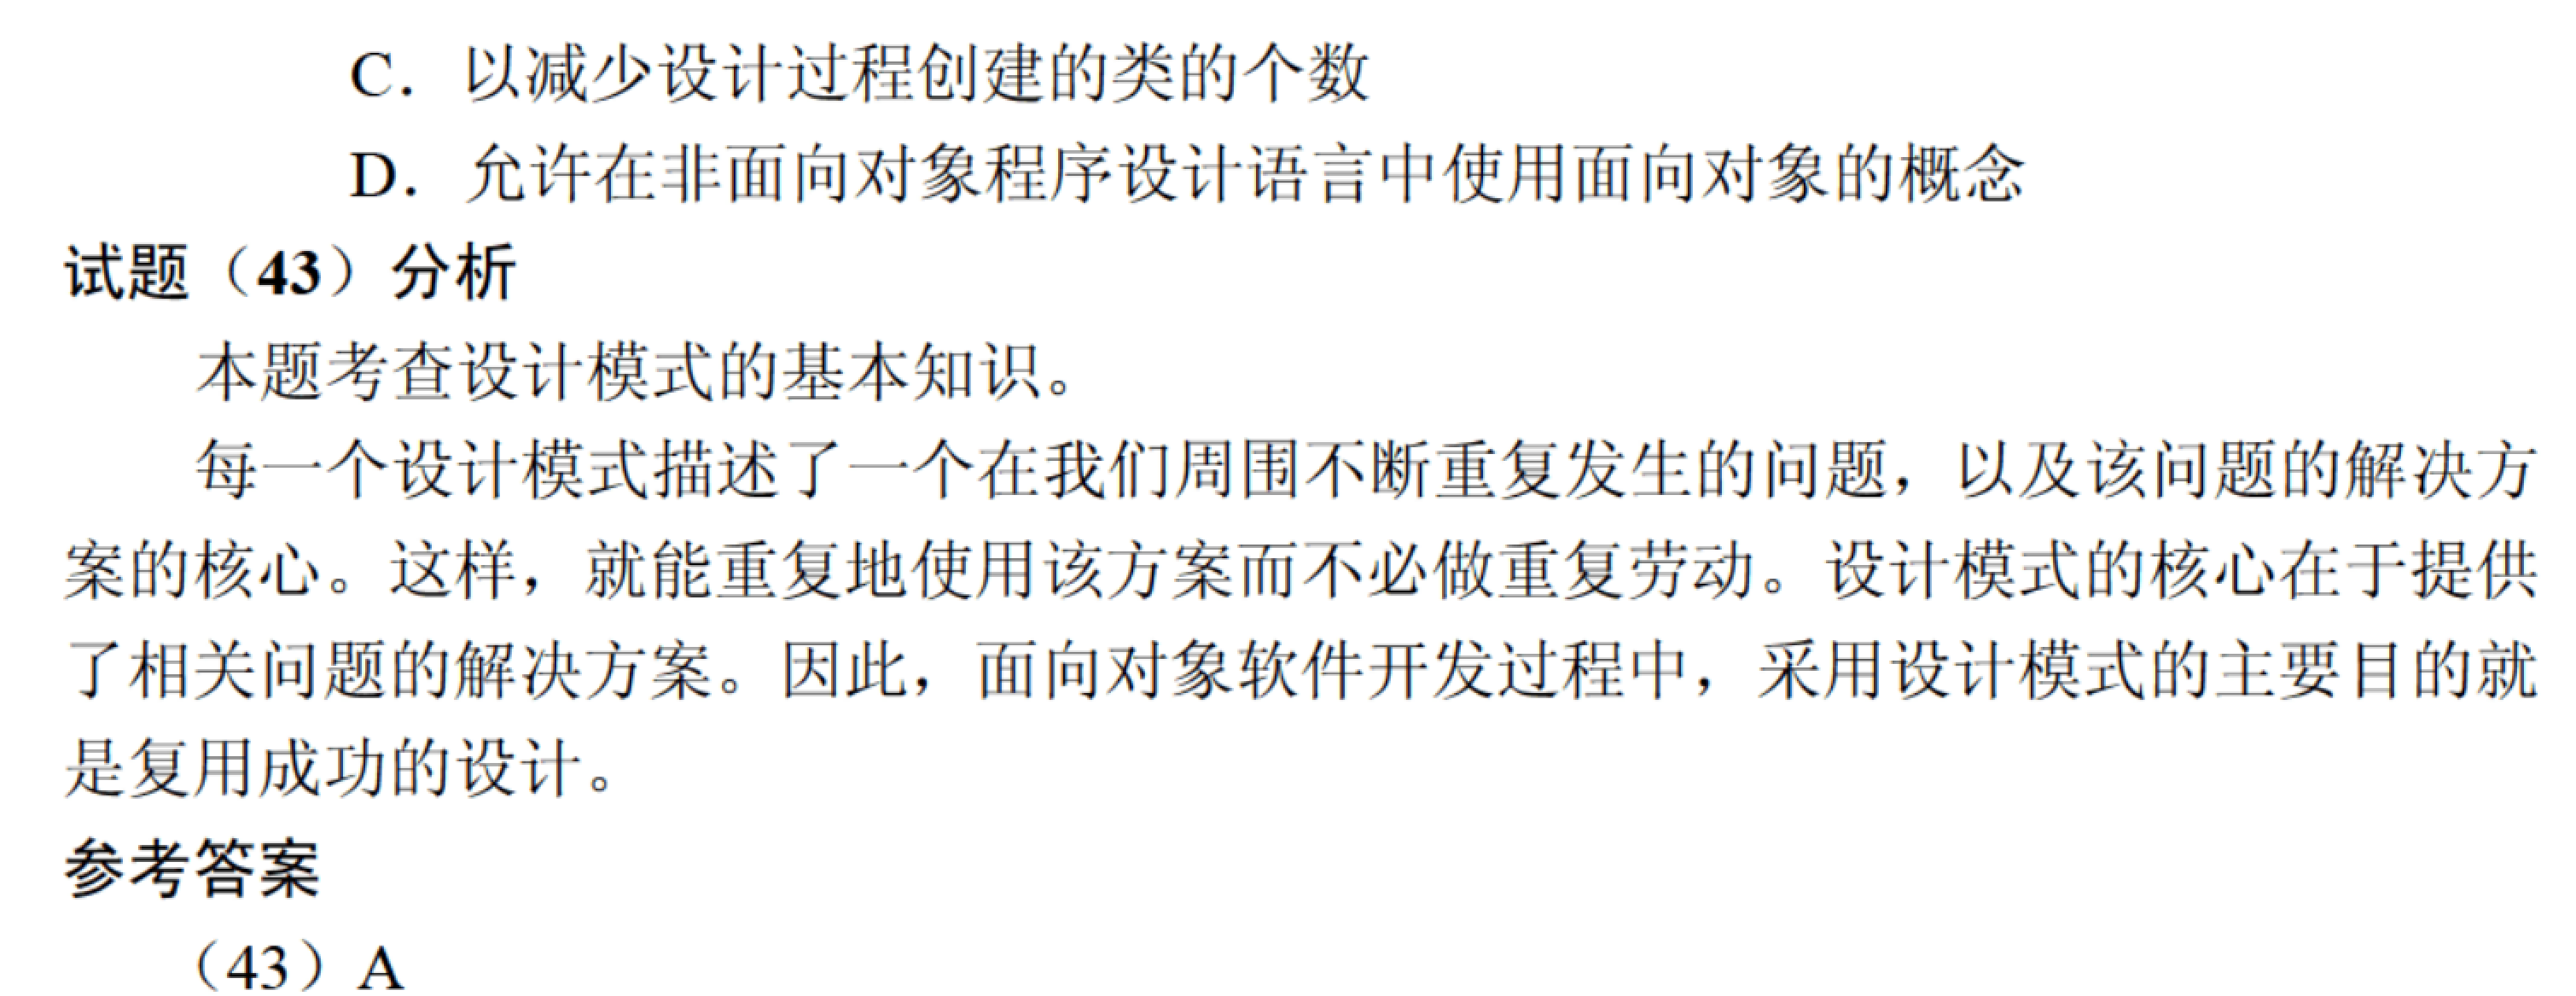 C．以减少设计过程创建的类的个数
D．允许在非面向对象程序设计语言中使用面向对象的概念
试题（43）分析
本题考查设计模式的基本知识。
每一个设计模式描述了一个在我们周围不断重复发生的问题，以及该问题的解决方
案的核心。这样，就能重复地使用该方案而不必做重复劳动。设计模式的核心在于提供
了相关问题的解决方案。因此，面向对象软件开发过程中，采用设计模式的主要目的就
是复用成功的设计。
参考答案
（43）A